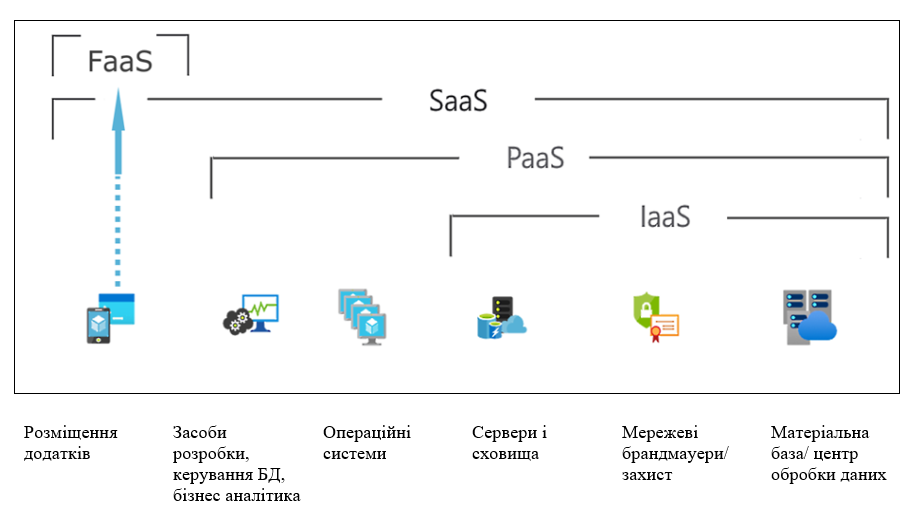 FaaS
SaaS
PaaS
IaaS
Розміщення
додатків
Засоби
розробки,
керування БД,
бізнес аналітика
Операційні
системи
Сервери і
сховища
Мережеві
брандмауери/
захист
Матеріальна
база/ центр
обробки даних